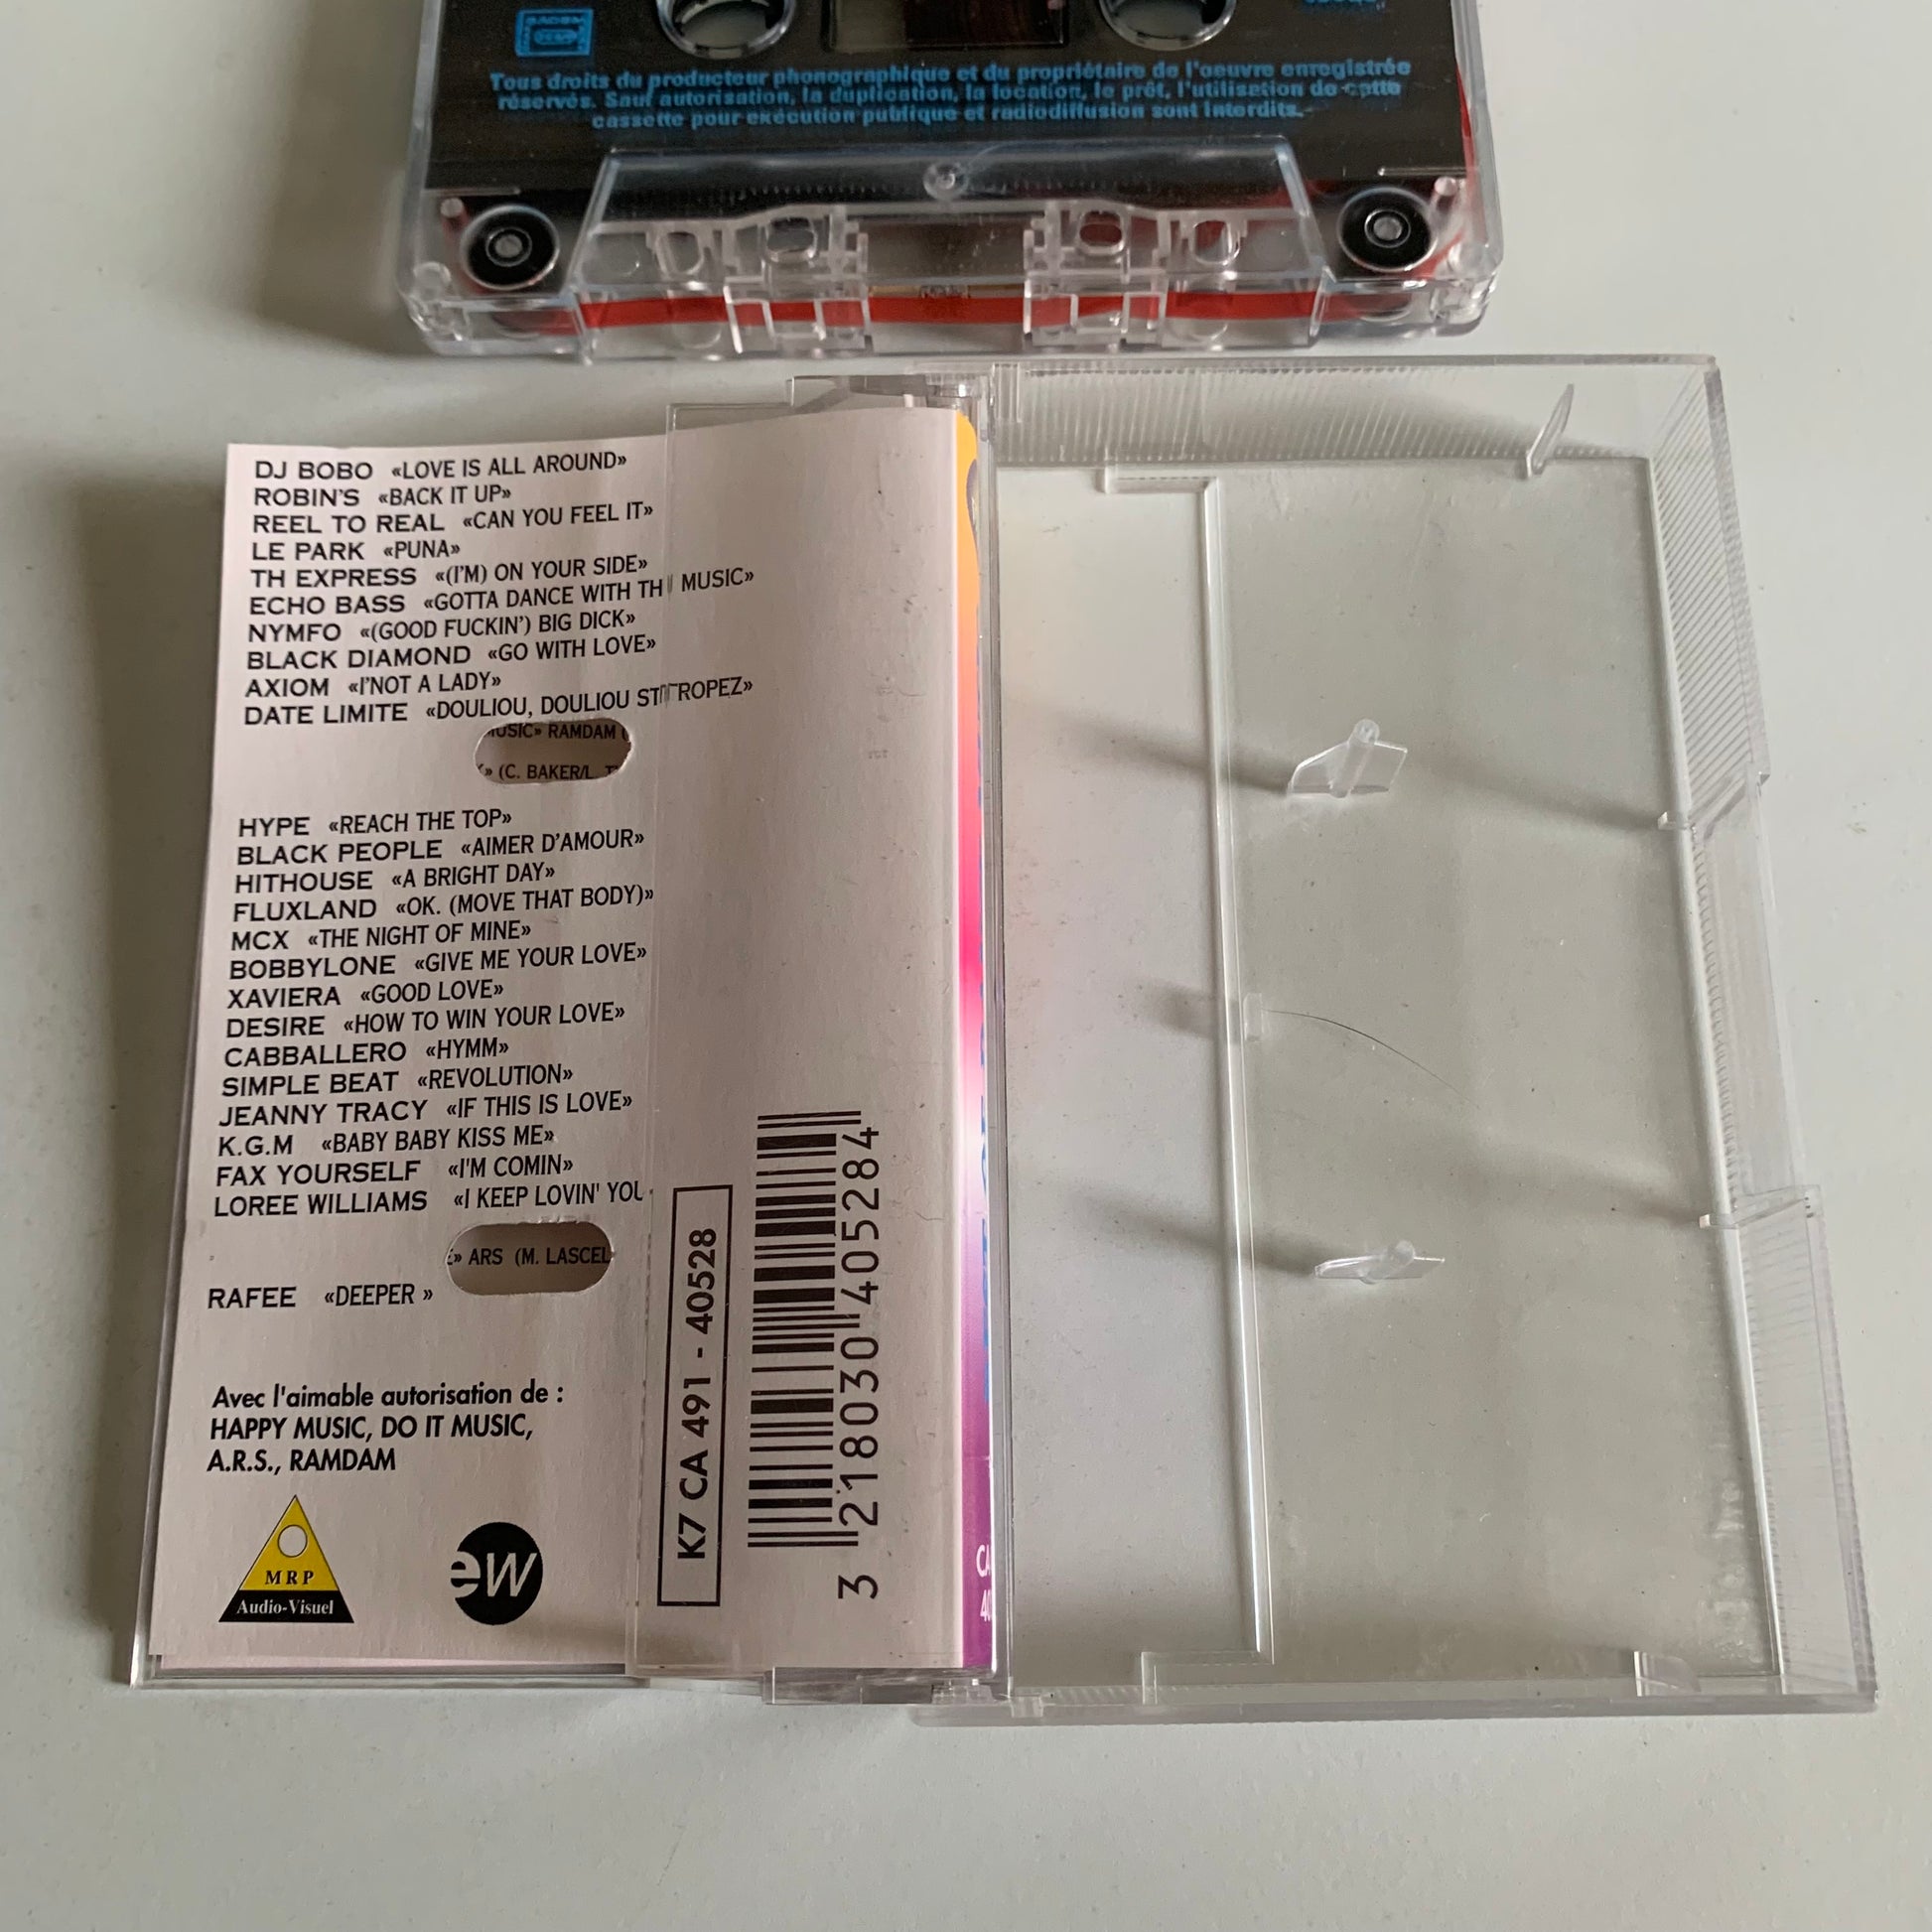 Tous droits du producteur phonographique et du propriétaire de l'oeuvre enregistrée
réservés. Sauf autorisation, la duplication, la location, le prêt, l'utilisation de cette
cassette pour exécution publique et radiodiffusion sont interdits.
DJ BOBO «LOVE IS ALL AROUND»
ROBIN'S «BACK IT UP»
REEL TO REAL «CAN YOU FEEL IT»
LE PARK «PUNA»
TH EXPRESS «(I'M) ON YOUR SIDE»
ECHO BASS «GOTTA DANCE WITH TH MUSIC»
NYMFO «(GOOD FUCKIN') BIG DICK»
BLACK DIAMOND «GO WITH LOVE»
AXIOM «I'NOT A LADY»
DATE LIMITE «DOULIOU, DOULIOU ST TROPEZ»
USIC» RAMDAM (
» (C. BAKER/L.
HYPE «REACH THE TOP»
BLACK PEOPLE «AIMER D'AMOUR»
HITHOUSE «A BRIGHT DAY»
FLUXLAND «OK. (MOVE THAT BODY)»
MCX «THE NIGHT OF MINE»
BOBBYLONE «GIVE ME YOUR LOVE»
XAVIERA «GOOD LOVE»
DESIRE «HOW TO WIN YOUR LOVE»
CABBALLERO «HYMM»
SIMPLE BEAT «REVOLUTION»
JEANNY TRACY «IF THIS IS LOVE»
K.G.M «BABY BABY KISS ME»
FAX YOURSELF «I'M COMIN»
LOREE WILLIAMS «I KEEP LOVIN' YOU
» ARS (M. LASCEL
RAFEE «DEEPER »
Avec l'aimable autorisation de :
HAPPY MUSIC, DO IT MUSIC,
A.R.S., RAMDAM
MRP
Audio-Visuel
ew
K7 CA 491 - 40528
3 218030 405284
CA
40